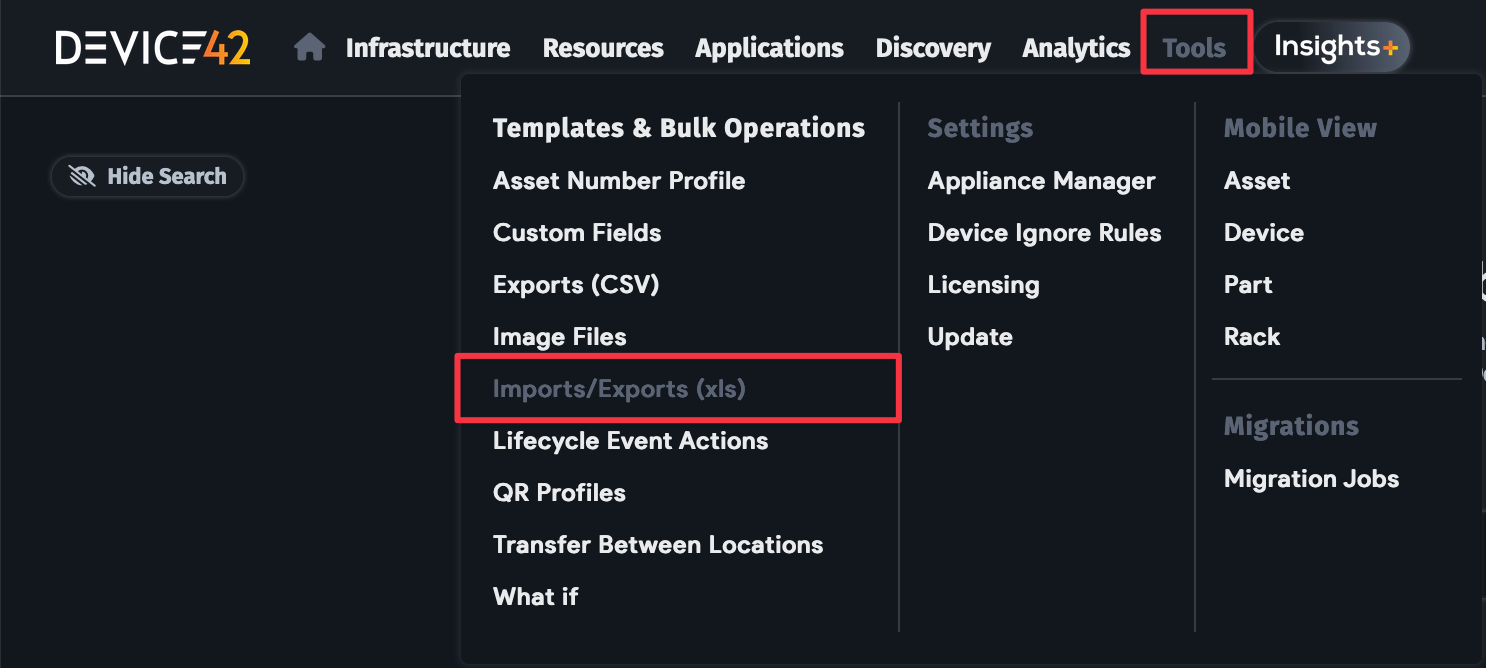 DEVICE42
Infrastructure
Resources
Applications
Discovery
Analytics
Tools
Insights+
Hide Search
Templates & Bulk Operations
Asset Number Profile
Custom Fields
Exports (CSV)
Image Files
Imports/Exports (xls)
Lifecycle Event Actions
QR Profiles
Transfer Between Locations
What if
Settings
Appliance Manager
Device Ignore Rules
Licensing
Update
Mobile View
Asset
Device
Part
Rack
Migrations
Migration Jobs